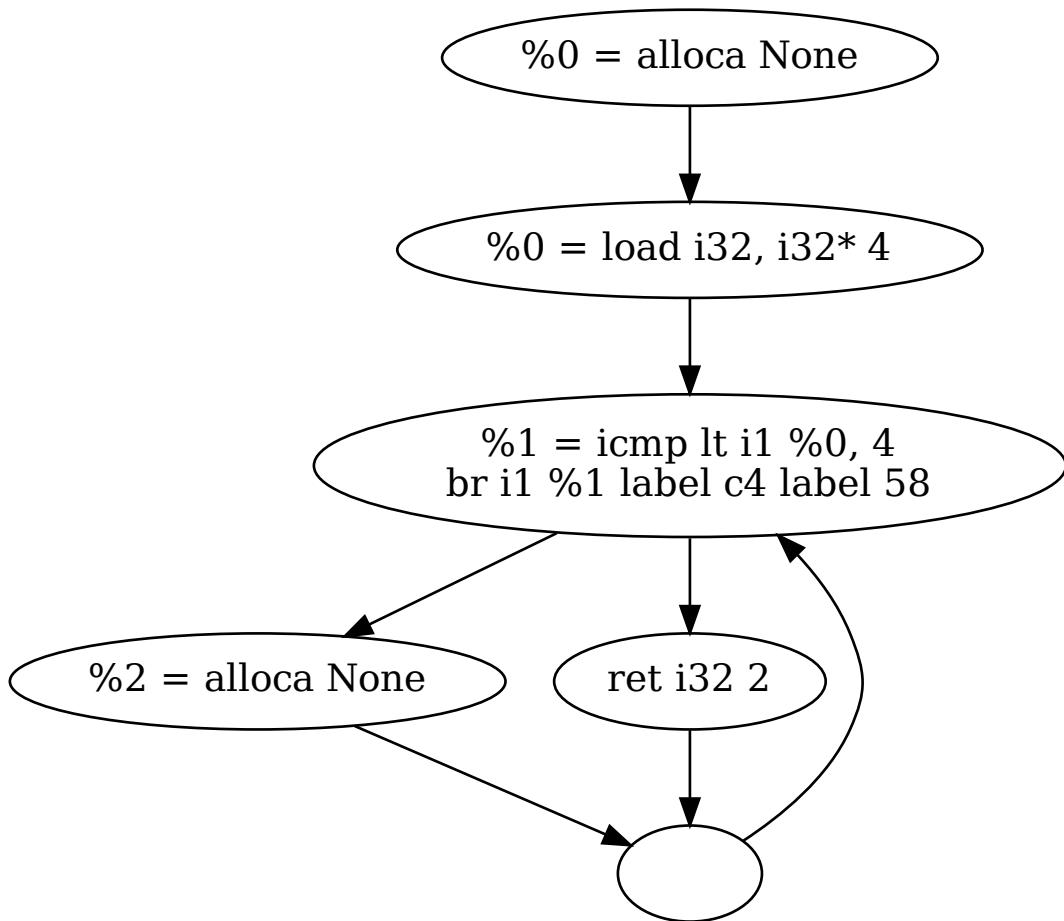 %0 = alloca None
%0 = load i32, i32* 4
%1 = icmp lt i1 %0, 4
br i1 %1 label c4 label 58
%2 = alloca None
ret i32 2